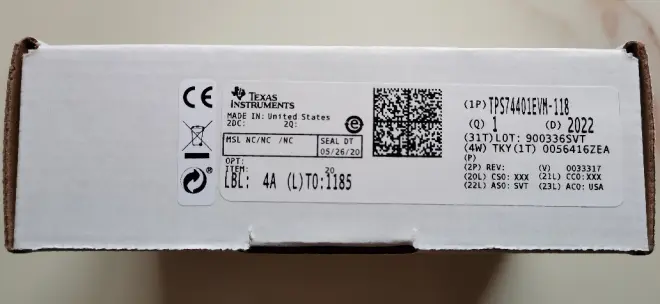 CE
TEXAS
INSTRUMENTS
MADE IN: United States
2DC: 2Q:
e
MSL NC/NC /NC SEAL DT
05/26/20
OPT:
ITEM: 20
LBL: 4A (L)TO:1185
(1P) TPS74401EVM-118
(Q) 1 (D) 2022
(31T) LOT: 900336SVT
(4W) TKY(1T) 0056416ZEA
(P)
(2P) REV: (V) 0033317
(20L) CSO: XXX (21L) CCO:XXX
(22L) ASO: SVT (23L) ACO: USA